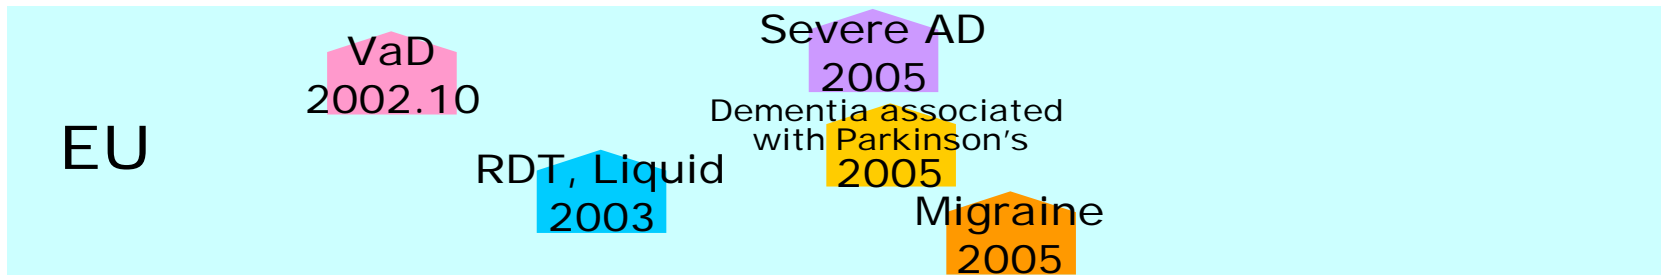 EU
VaD
2002.10
RDT, Liquid
2003
Severe AD
2005
Dementia associated
with Parkinson's
2005
Migraine
2005